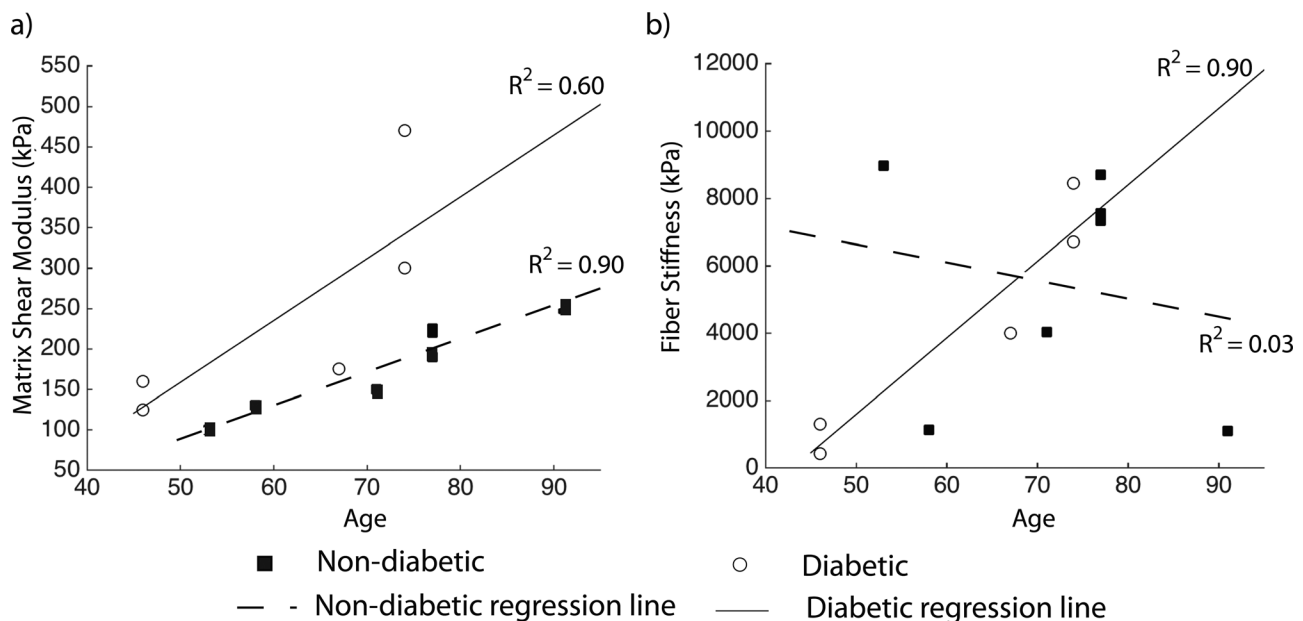 a)
b)
Matrix Shear Modulus (kPa)
550
500
450
400
350
300
250
200
150
100
50
40
50
60
70
80
90
Age
R² = 0.60
R² = 0.90
Fiber Stiffness (kPa)
12000
10000
8000
6000
4000
2000
0
40
50
60
70
80
90
Age
R² = 0.90
R² = 0.03
Non-diabetic
Diabetic
Non-diabetic regression line
Diabetic regression line